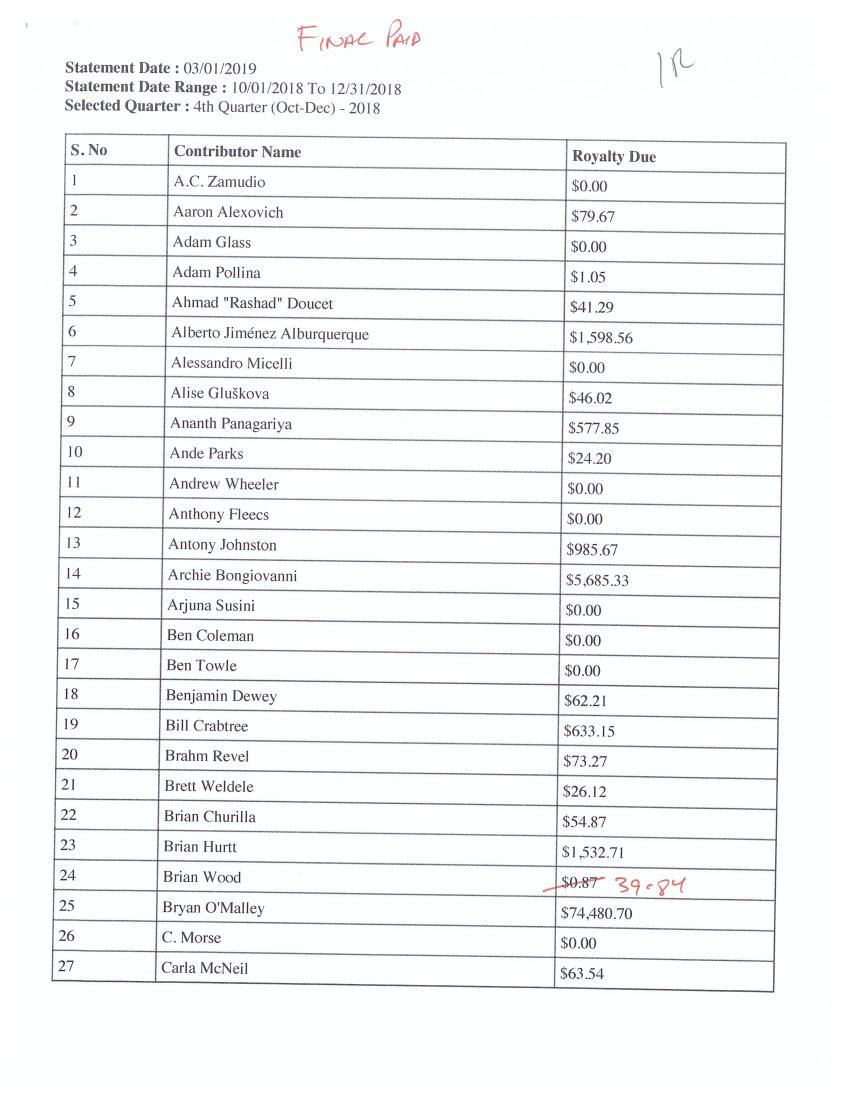 FINAL PAID
1R
Statement Date : 03/01/2019
Statement Date Range : 10/01/2018 To 12/31/2018
Selected Quarter : 4th Quarter (Oct-Dec) - 2018
S. No Contributor Name Royalty Due
1 A.C. Zamudio $0.00
2 Aaron Alexovich $79.67
3 Adam Glass $0.00
4 Adam Pollina $1.05
5 Ahmad "Rashad" Doucet $41.29
6 Alberto Jiménez Alburquerque $1,598.56
7 Alessandro Micelli $0.00
8 Alise Gluškova $46.02
9 Ananth Panagariya $577.85
10 Ande Parks $24.20
11 Andrew Wheeler $0.00
12 Anthony Fleecs $0.00
13 Antony Johnston $985.67
14 Archie Bongiovanni $5,685.33
15 Arjuna Susini $0.00
16 Ben Coleman $0.00
17 Ben Towle $0.00
18 Benjamin Dewey $62.21
19 Bill Crabtree $633.15
20 Brahm Revel $73.27
21 Brett Weldele $26.12
22 Brian Churilla $54.87
23 Brian Hurtt $1,532.71
24 Brian Wood $0.87 39.84
25 Bryan O'Malley $74,480.70
26 C. Morse $0.00
27 Carla McNeil $63.54